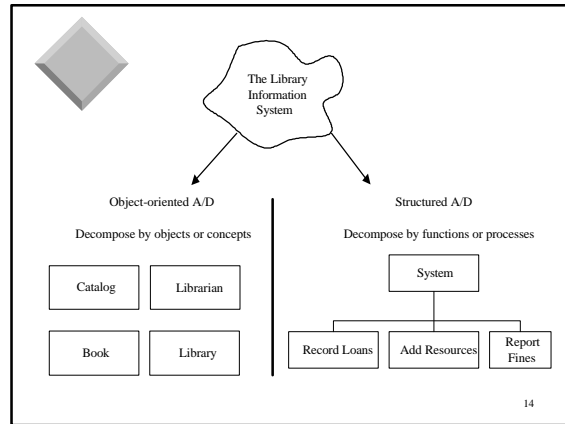 The Library
Information
System
Object-oriented A/D
Decompose by objects or concepts
Catalog
Librarian
Book
Library
Structured A/D
Decompose by functions or processes
System
Record Loans
Add Resources
Report
Fines
14